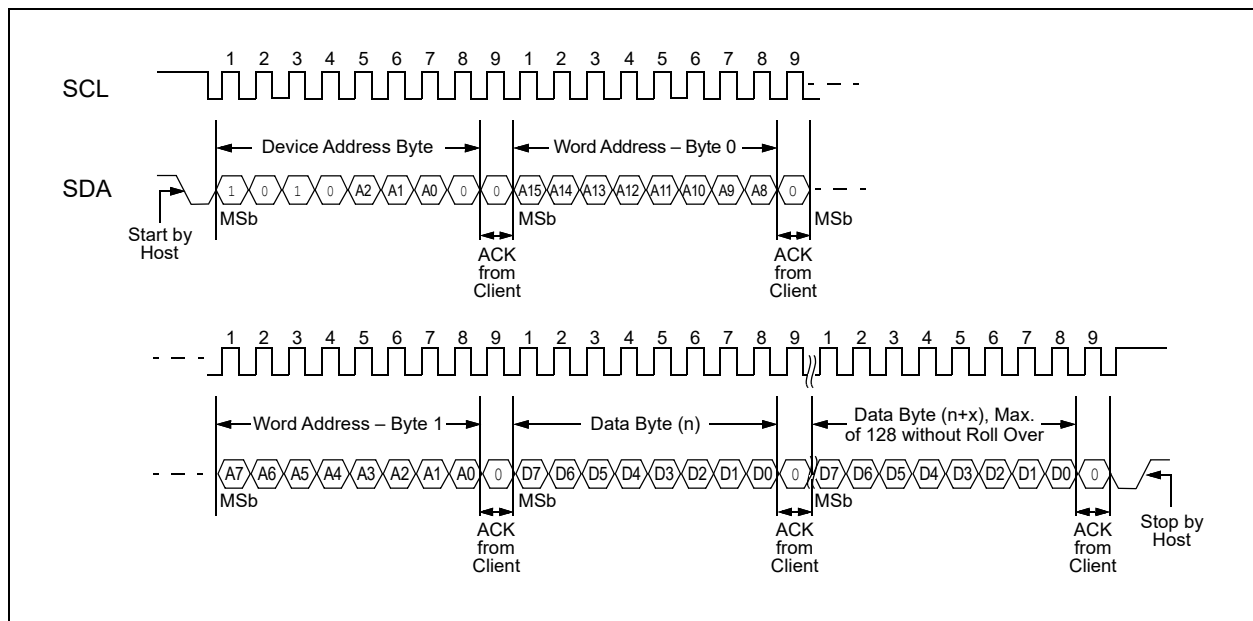 1 2 3 4 5 6 7 8 9 1 2 3 4 5 6 7 8 9
SCL
Device Address Byte Word Address – Byte 0
SDA 1 0 1 0 A2 A1 A0 0 0 A15 A14 A13 A12 A11 A10 A9 A8 0
MSb MSb MSb
Start by
Host
ACK
from
Client
ACK
from
Client
1 2 3 4 5 6 7 8 9 1 2 3 4 5 6 7 8 9 1 2 3 4 5 6 7 8 9
Word Address – Byte 1 Data Byte (n) Data Byte (n+x), Max.
of 128 without Roll Over
A7 A6 A5 A4 A3 A2 A1 A0 0 D7 D6 D5 D4 D3 D2 D1 D0 0 D7 D6 D5 D4 D3 D2 D1 D0 0
MSb MSb MSb
ACK
from
Client
ACK
from
Client
ACK
from
Client
Stop by
Host